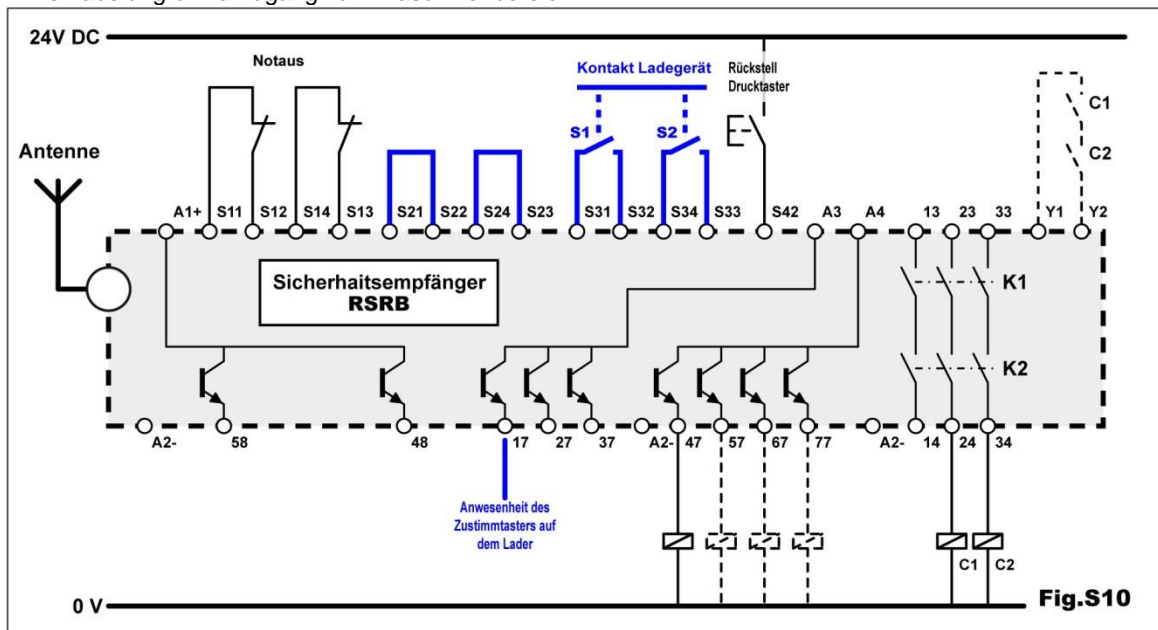 24V DC
Notaus
Kontakt Ladegerät
Rückstell
Drucktaster
C1
C2
S1
S2
Antenne
A1+ S11 S12 S14 S13 S21 S22 S24 S23 S31 S32 S34 S33 S42 A3 A4 13 23 33 Y1 Y2
Sicherhaitsempfänger
RSRB
K1
K2
A2- 58 48 17 27 37 A2- 47 57 67 77 A2- 14 24 34
Anwesenheit des
Zustimmtasters auf
dem Lader
C1 C2
Fig.S10
0 V